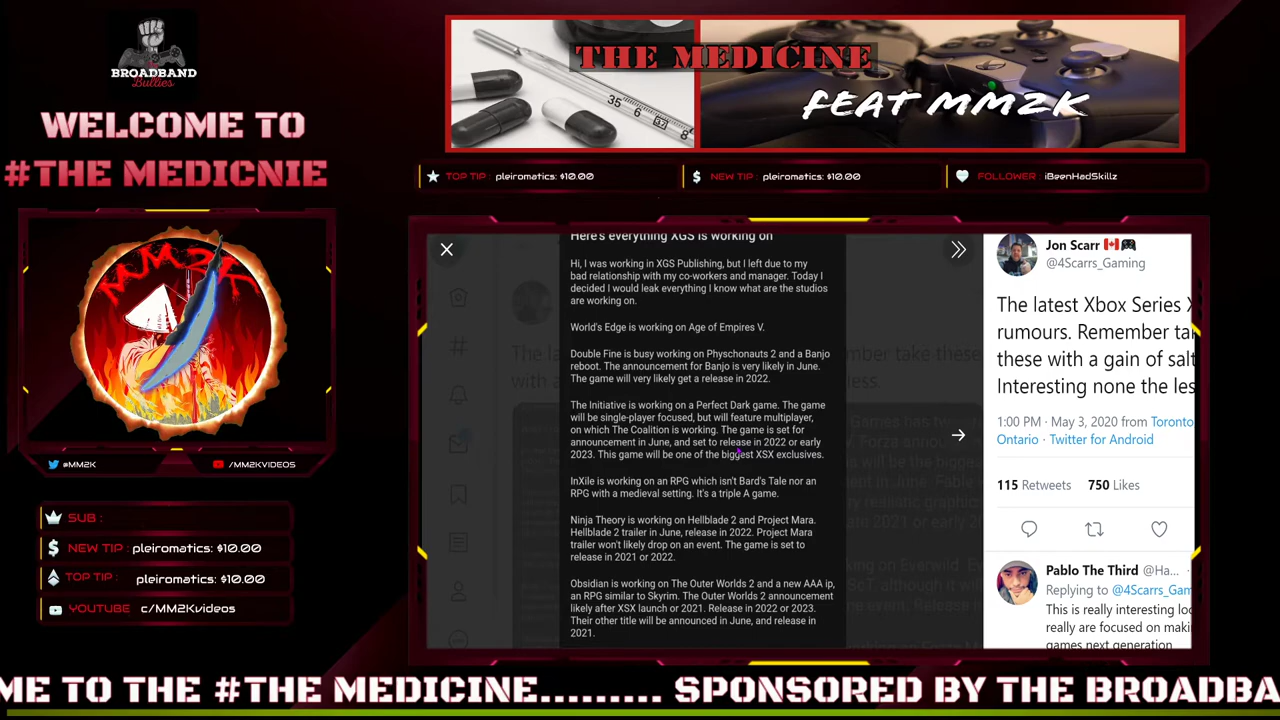 BROADBAND
Bullies
WELCOME TO
#THE MEDICNIE
THE MEDICINE
FEAT MM2K
TOP TIP : pleiromatics: $10.00
NEW TIP : pleiromatics: $10.00
FOLLOWER : iBeenHadSkillz
MM2K
@MM2K
/MM2KVIDEOS
SUB :
NEW TIP : pleiromatics: $10.00
TOP TIP : pleiromatics: $10.00
YOUTUBE c/MM2Kvideos
Here's everything XGS is working on
Hi, I was working in XGS Publishing, but I left due to my
bad relationship with my co-workers and manager. Today I
decided I would leak everything I know what are the studios
are working on.
World's Edge is working on Age of Empires V.
Double Fine is busy working on Physchonauts 2 and a Banjo
reboot. The announcement for Banjo is very likely in June.
The game will very likely get a release in 2022.
The Initiative is working on a Perfect Dark game. The game
will be single-player focused, but will feature multiplayer,
on which The Coalition is working. The game is set for
announcement in June, and set to release in 2022 or early
2023. This game will be one of the biggest XSX exclusives.
InXile is working on an RPG which isn't Bard's Tale nor an
RPG with a medieval setting. It's a triple A game.
Ninja Theory is working on Hellblade 2 and Project Mara.
Hellblade 2 trailer in June, release in 2022. Project Mara
trailer won't likely drop on an event. The game is set to
release in 2021 or 2022.
Obsidian is working on The Outer Worlds 2 and a new AAA ip,
an RPG similar to Skyrim. The Outer Worlds 2 announcement
likely after XSX launch or 2021. Release in 2022 or 2023.
Their other title will be announced in June, and release in
2021.
Jon Scarr
@4Scarrs_Gaming
The latest Xbox Series X
rumours. Remember ta
these with a gain of salt
Interesting none the les
1:00 PM · May 3, 2020 from Toronto
Ontario · Twitter for Android
115 Retweets 750 Likes
Pablo The Third @Ha... ·
Replying to @4Scarrs_Gam
This is really interesting loo
really are focused on maki
games next generation
ME TO THE #THE MEDICINE......... SPONSORED BY THE BROADBA